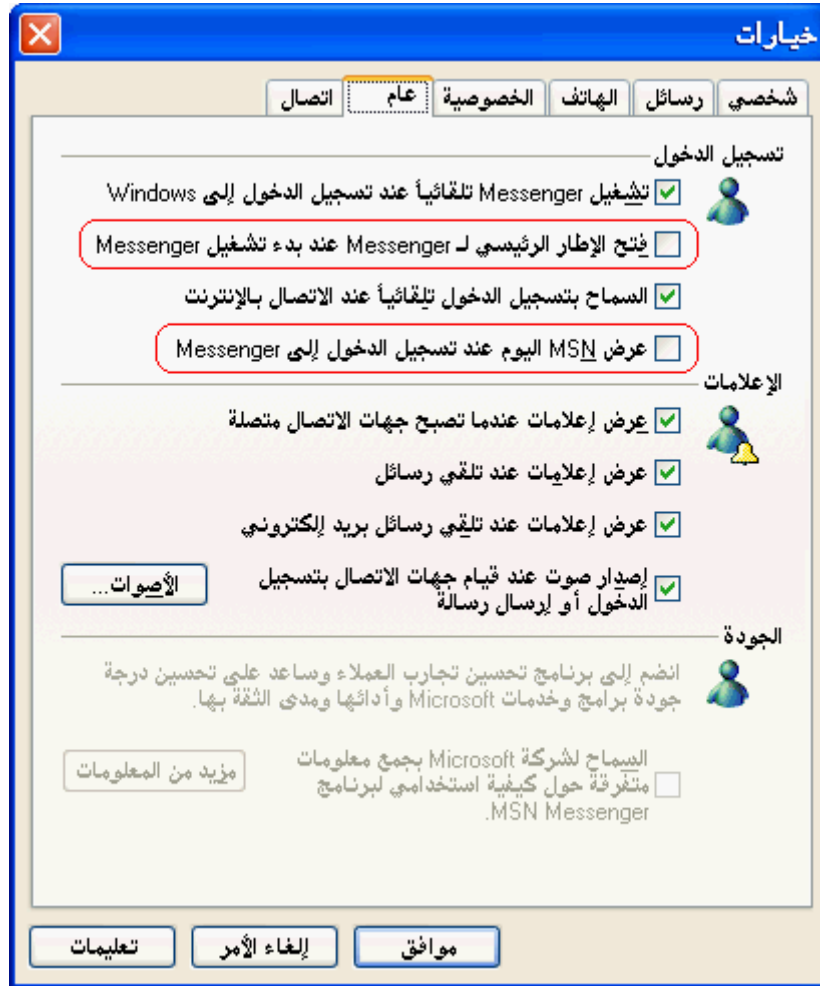 خيارات
شخصي رسائل الهاتف الخصوصية عام اتصال
تسجيل الدخول
تشغيل Messenger تلقائياً عند تسجيل الدخول إلى Windows
فتح الإطار الرئيسي لـ Messenger عند بدء تشغيل Messenger
السماح بتسجيل الدخول تلقائياً عند الاتصال بالإنترنت
عرض MSN اليوم عند تسجيل الدخول إلى Messenger
الإعلامات
عرض إعلامات عندما تصبح جهات الاتصال متصلة
عرض إعلامات عند تلقي رسائل
عرض إعلامات عند تلقي رسائل بريد إلكتروني
إصدار صوت عند قيام جهات الاتصال بتسجيل
الدخول أو إرسال رسالة
الأصوات...
الجودة
انضم إلى برنامج تحسين تجارب العملاء وساعد على تحسين درجة
جودة برامج وخدمات Microsoft وأدائها ومدى الثقة بها.
السماح لشركة Microsoft بجمع معلومات
متفرقة حول كيفية استخدامي لبرنامج
MSN Messenger.
مزيد من المعلومات
موافق إلغاء الأمر تعليمات